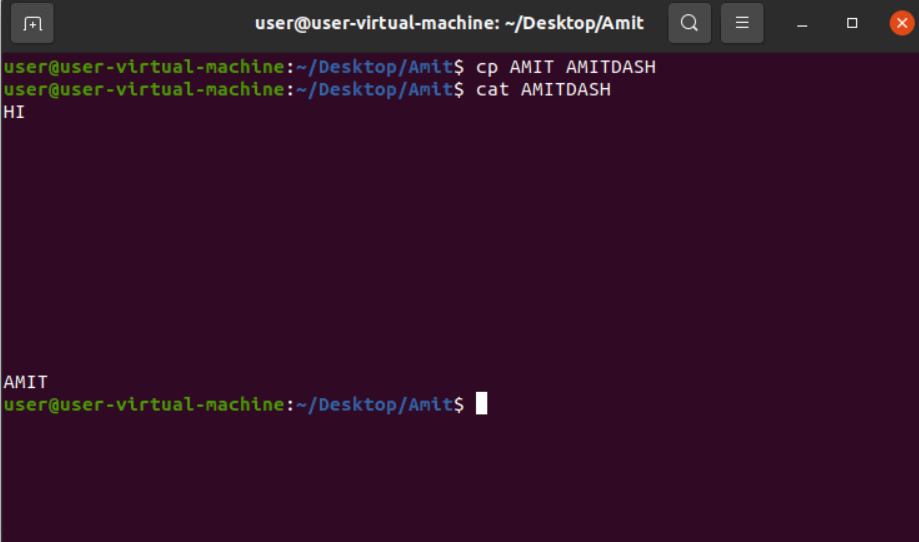 user@user-virtual-machine: ~/Desktop/Amit
user@user-virtual-machine:~/Desktop/Amit$ cp AMIT AMITDASH
user@user-virtual-machine:~/Desktop/Amit$ cat AMITDASH
HI
AMIT
user@user-virtual-machine:~/Desktop/Amit$